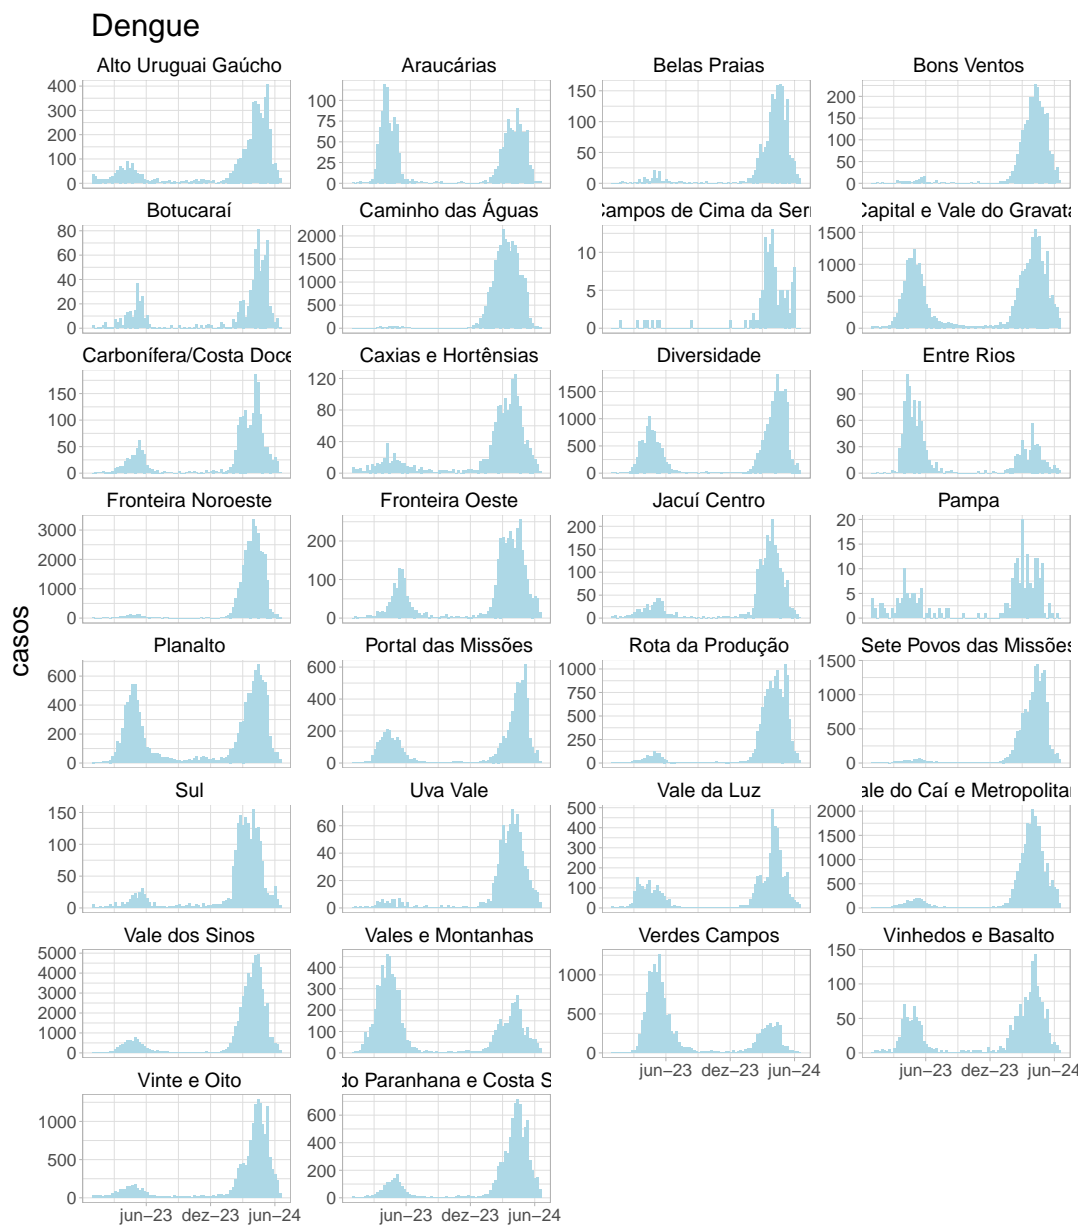 Dengue
Alto Uruguai Gaúcho Araucárias Belas Praias Bons Ventos
400 300 200 100 0
100 75 50 25 0
150 100 50 0
200 150 100 50 0
Botucaraí Caminho das Águas Campos de Cima da Ser Capital e Vale do Gravata
80 60 40 20 0
2000 1500 1000 500 0
10 5 0
1500 1000 500 0
Carbonífera/Costa Doce Caxias e Hortênsias Diversidade Entre Rios
150 100 50 0
120 80 40 0
1500 1000 500 0
90 60 30 0
Fronteira Noroeste Fronteira Oeste Jacuí Centro Pampa
3000 2000 1000 0
200 100 0
200 150 100 50 0
20 15 10 5 0
casos
Planalto Portal das Missões Rota da Produção Sete Povos das Missões
600 400 200 0
600 400 200 0
1000 750 500 250 0
1500 1000 500 0
Sul Uva Vale Vale da Luz ale do Caí e Metropolita
150 100 50 0
60 40 20 0
500 400 300 200 100 0
2000 1500 1000 500 0
Vale dos Sinos Vales e Montanhas Verdes Campos Vinhedos e Basalto
5000 4000 3000 2000 1000 0
400 300 200 100 0
1000 500 0
150 100 50 0
jun–23 dez–23 jun–24
jun–23 dez–23 jun–24
Vinte e Oito do Paranhana e Costa S
1000 500 0
600 400 200 0
jun–23 dez–23 jun–24
jun–23 dez–23 jun–24